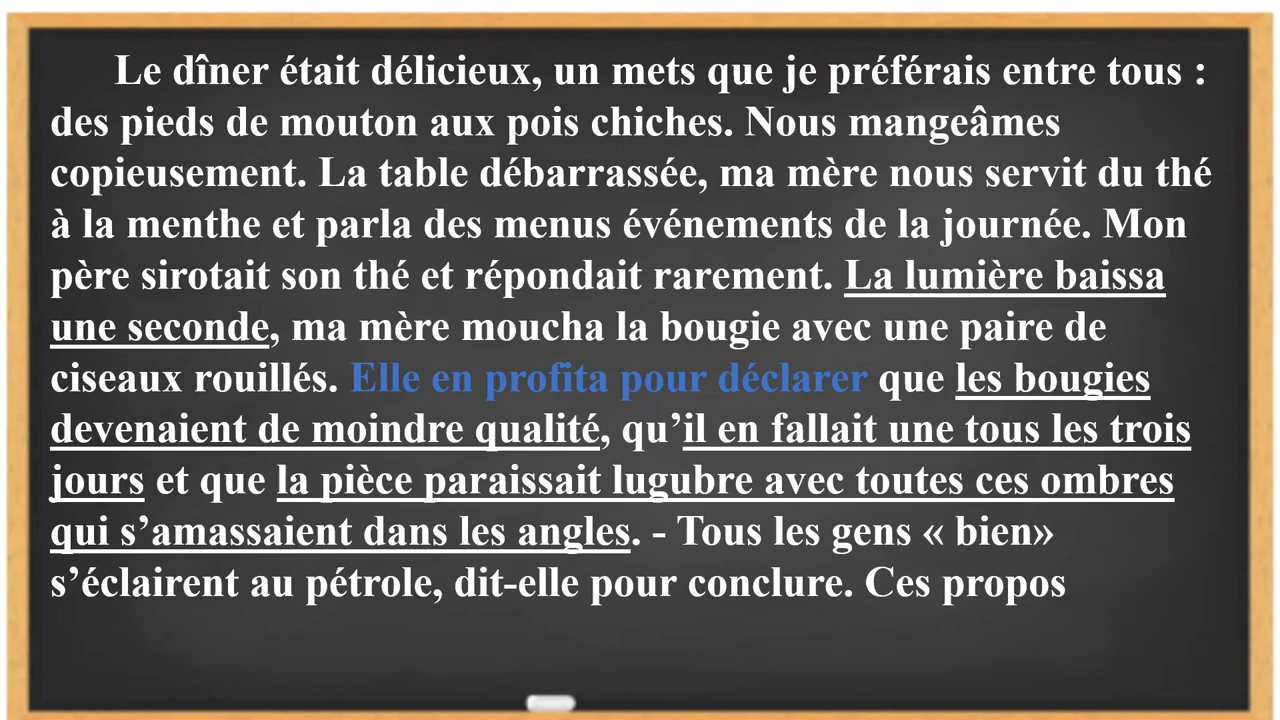 Le dîner était délicieux, un mets que je préférais entre tous :
des pieds de mouton aux pois chiches. Nous mangeâmes
copieusement. La table débarrassée, ma mère nous servit du thé
à la menthe et parla des menus événements de la journée. Mon
père sirotait son thé et répondait rarement. La lumière baissa
une seconde, ma mère moucha la bougie avec une paire de
ciseaux rouillés. Elle en profita pour déclarer que les bougies
devenaient de moindre qualité, qu’il en fallait une tous les trois
jours et que la pièce paraissait lugubre avec toutes ces ombres
qui s’amassaient dans les angles. - Tous les gens « bien»
s’éclairent au pétrole, dit-elle pour conclure. Ces propos